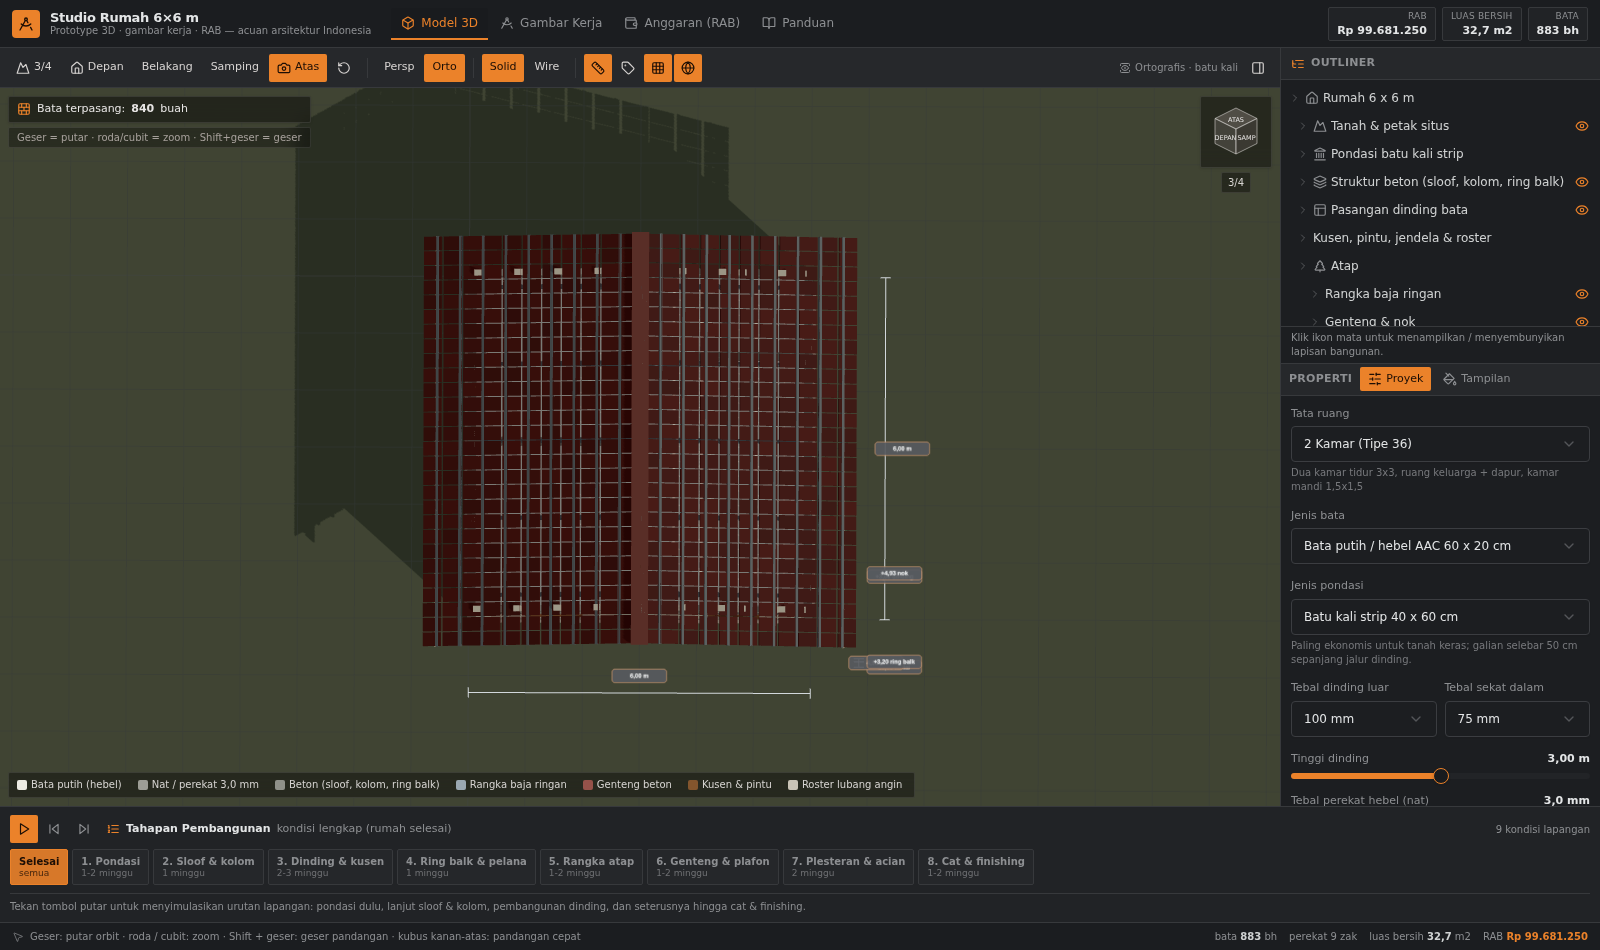 Studio Rumah 6×6 m
Prototype 3D · gambar kerja · RAB — acuan arsitektur Indonesia
Model 3D
Gambar Kerja
Anggaran (RAB)
Panduan
RAB
Rp 99.681.250
LUAS BERSIH
32,7 m2
BATA
883 bh
3/4
Depan
Belakang
Samping
Atas
Persp
Orto
Solid
Wire
Ortografis · batu kali
Bata terpasang: 840 buah
Geser = putar · roda/cubit = zoom · Shift+geser = geser
ATAS
DEPAN
SAMP
3/4
6,00 m
+4,93 nok
+3,20 ring balk
6,00 m
Bata putih (hebel)
Nat / perekat 3,0 mm
Beton (sloof, kolom, ring balk)
Rangka baja ringan
Genteng beton
Kusen & pintu
Roster lubang angin
OUTLINER
Rumah 6 x 6 m
Tanah & petak situs
Pondasi batu kali strip
Struktur beton (sloof, kolom, ring balk)
Pasangan dinding bata
Kusen, pintu, jendela & roster
Atap
Rangka baja ringan
Genteng & nok
Klik ikon mata untuk menampilkan / menyembunyikan
lapisan bangunan.
PROPERTI
Proyek
Tampilan
Tata ruang
2 Kamar (Tipe 36)
Dua kamar tidur 3x3, ruang keluarga + dapur, kamar
mandi 1,5x1,5
Jenis bata
Bata putih / hebel AAC 60 x 20 cm
Jenis pondasi
Batu kali strip 40 x 60 cm
Paling ekonomis untuk tanah keras; galian selebar 50 cm
sepanjang jalur dinding.
Tebal dinding luar
Tebal sekat dalam
100 mm
75 mm
Tinggi dinding
3,00 m
Tebal perekat hebel (nat)
3,0 mm
Tahapan Pembangunan kondisi lengkap (rumah selesai)
9 kondisi lapangan
Selesai
semua
1. Pondasi
1-2 minggu
2. Sloof & kolom
1 minggu
3. Dinding & kusen
2-3 minggu
4. Ring balk & pelana
1 minggu
5. Rangka atap
1-2 minggu
6. Genteng & plafon
1-2 minggu
7. Plesteran & acian
2 minggu
8. Cat & finishing
1-2 minggu
Tekan tombol putar untuk menyimulasikan urutan lapangan: pondasi dulu, lanjut sloof & kolom, pembangunan dinding, dan seterusnya hingga cat & finishing.
Geser: putar orbit · roda / cubit: zoom · Shift + geser: geser pandangan · kubus kanan-atas: pandangan cepat
bata 883 bh
perekat 9 zak
luas bersih 32,7 m2
RAB Rp 99.681.250